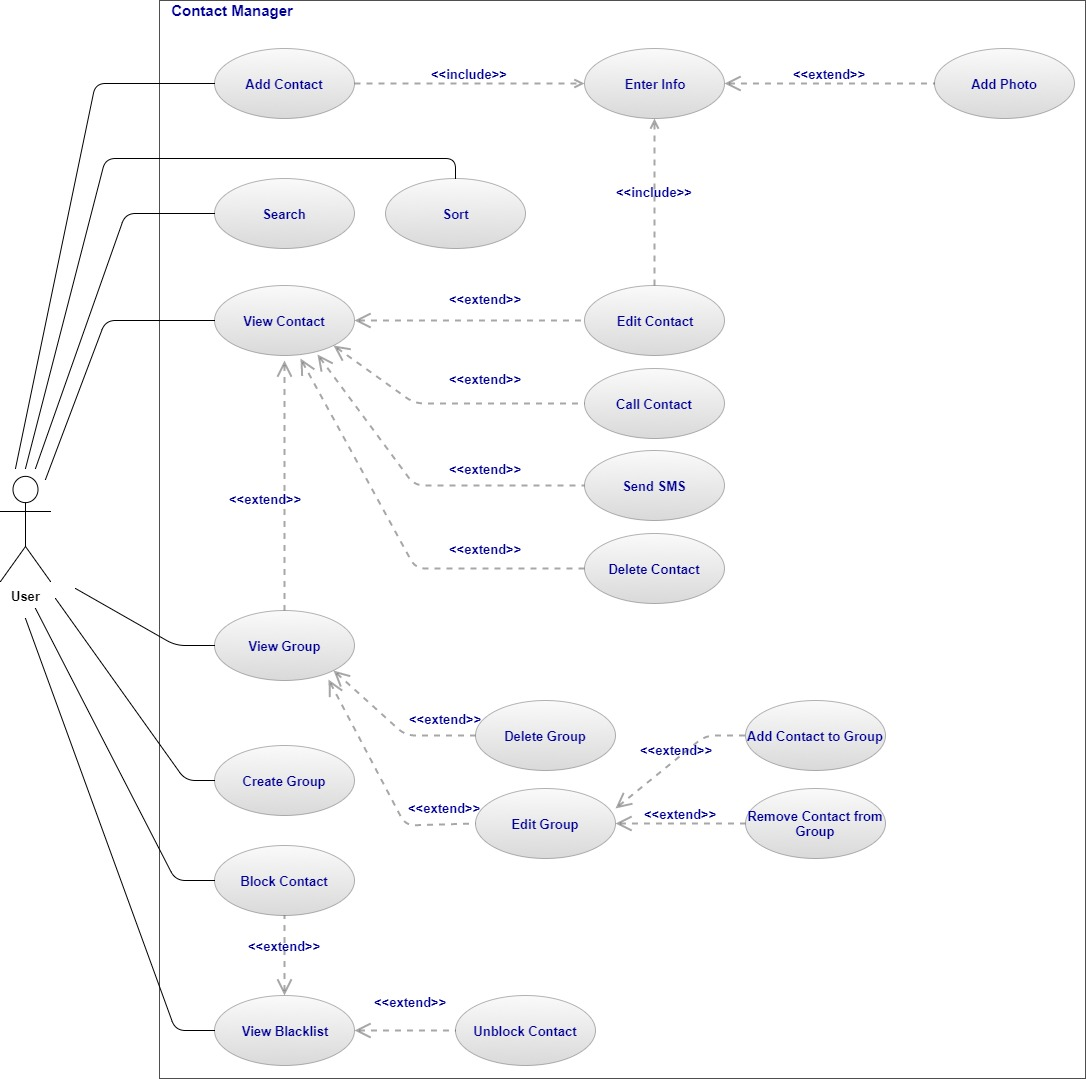 Contact Manager
Add Contact
<<include>>
Enter Info
<<extend>>
Add Photo
<<include>>
Search
Sort
View Contact
<<extend>>
Edit Contact
<<extend>>
Call Contact
<<extend>>
Send SMS
<<extend>>
<<extend>>
Delete Contact
User
View Group
<<extend>>
Delete Group
<<extend>>
Add Contact to Group
Create Group
<<extend>>
Edit Group
<<extend>>
Remove Contact from
Group
Block Contact
<<extend>>
View Blacklist
<<extend>>
Unblock Contact